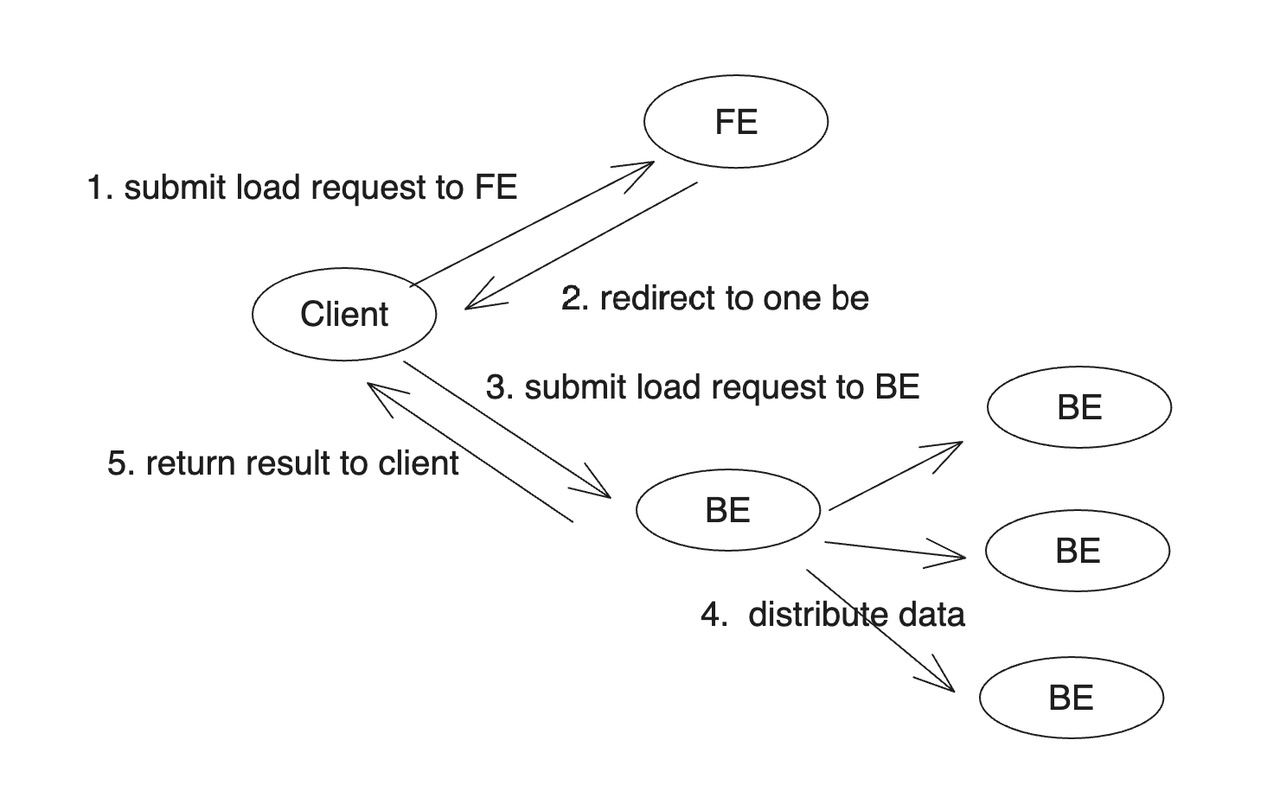 FE
1. submit load request to FE
Client
2. redirect to one be
3. submit load request to BE
BE
5. return result to client
BE
BE
4.  distribute data
BE